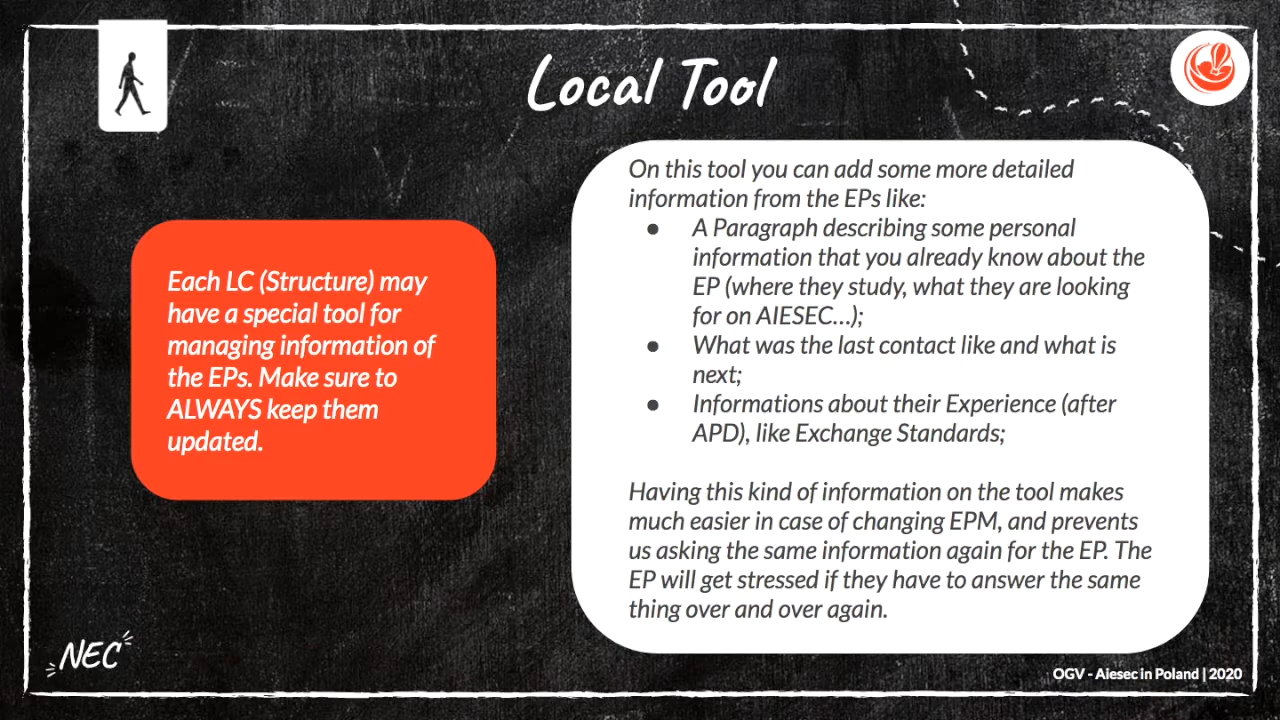 Local Tool
Each LC (Structure) may
have a special tool for
managing information of
the EPs. Make sure to
ALWAYS keep them
updated.
On this tool you can add some more detailed
information from the EPs like:
● A Paragraph describing some personal
information that you already know about the
EP (where they study, what they are looking
for on AIESEC...);
● What was the last contact like and what is
next;
● Informations about their Experience (after
APD), like Exchange Standards;
Having this kind of information on the tool makes
much easier in case of changing EPM, and prevents
us asking the same information again for the EP. The
EP will get stressed if they have to answer the same
thing over and over again.
NEC
OGV - Aiesec in Poland | 2020